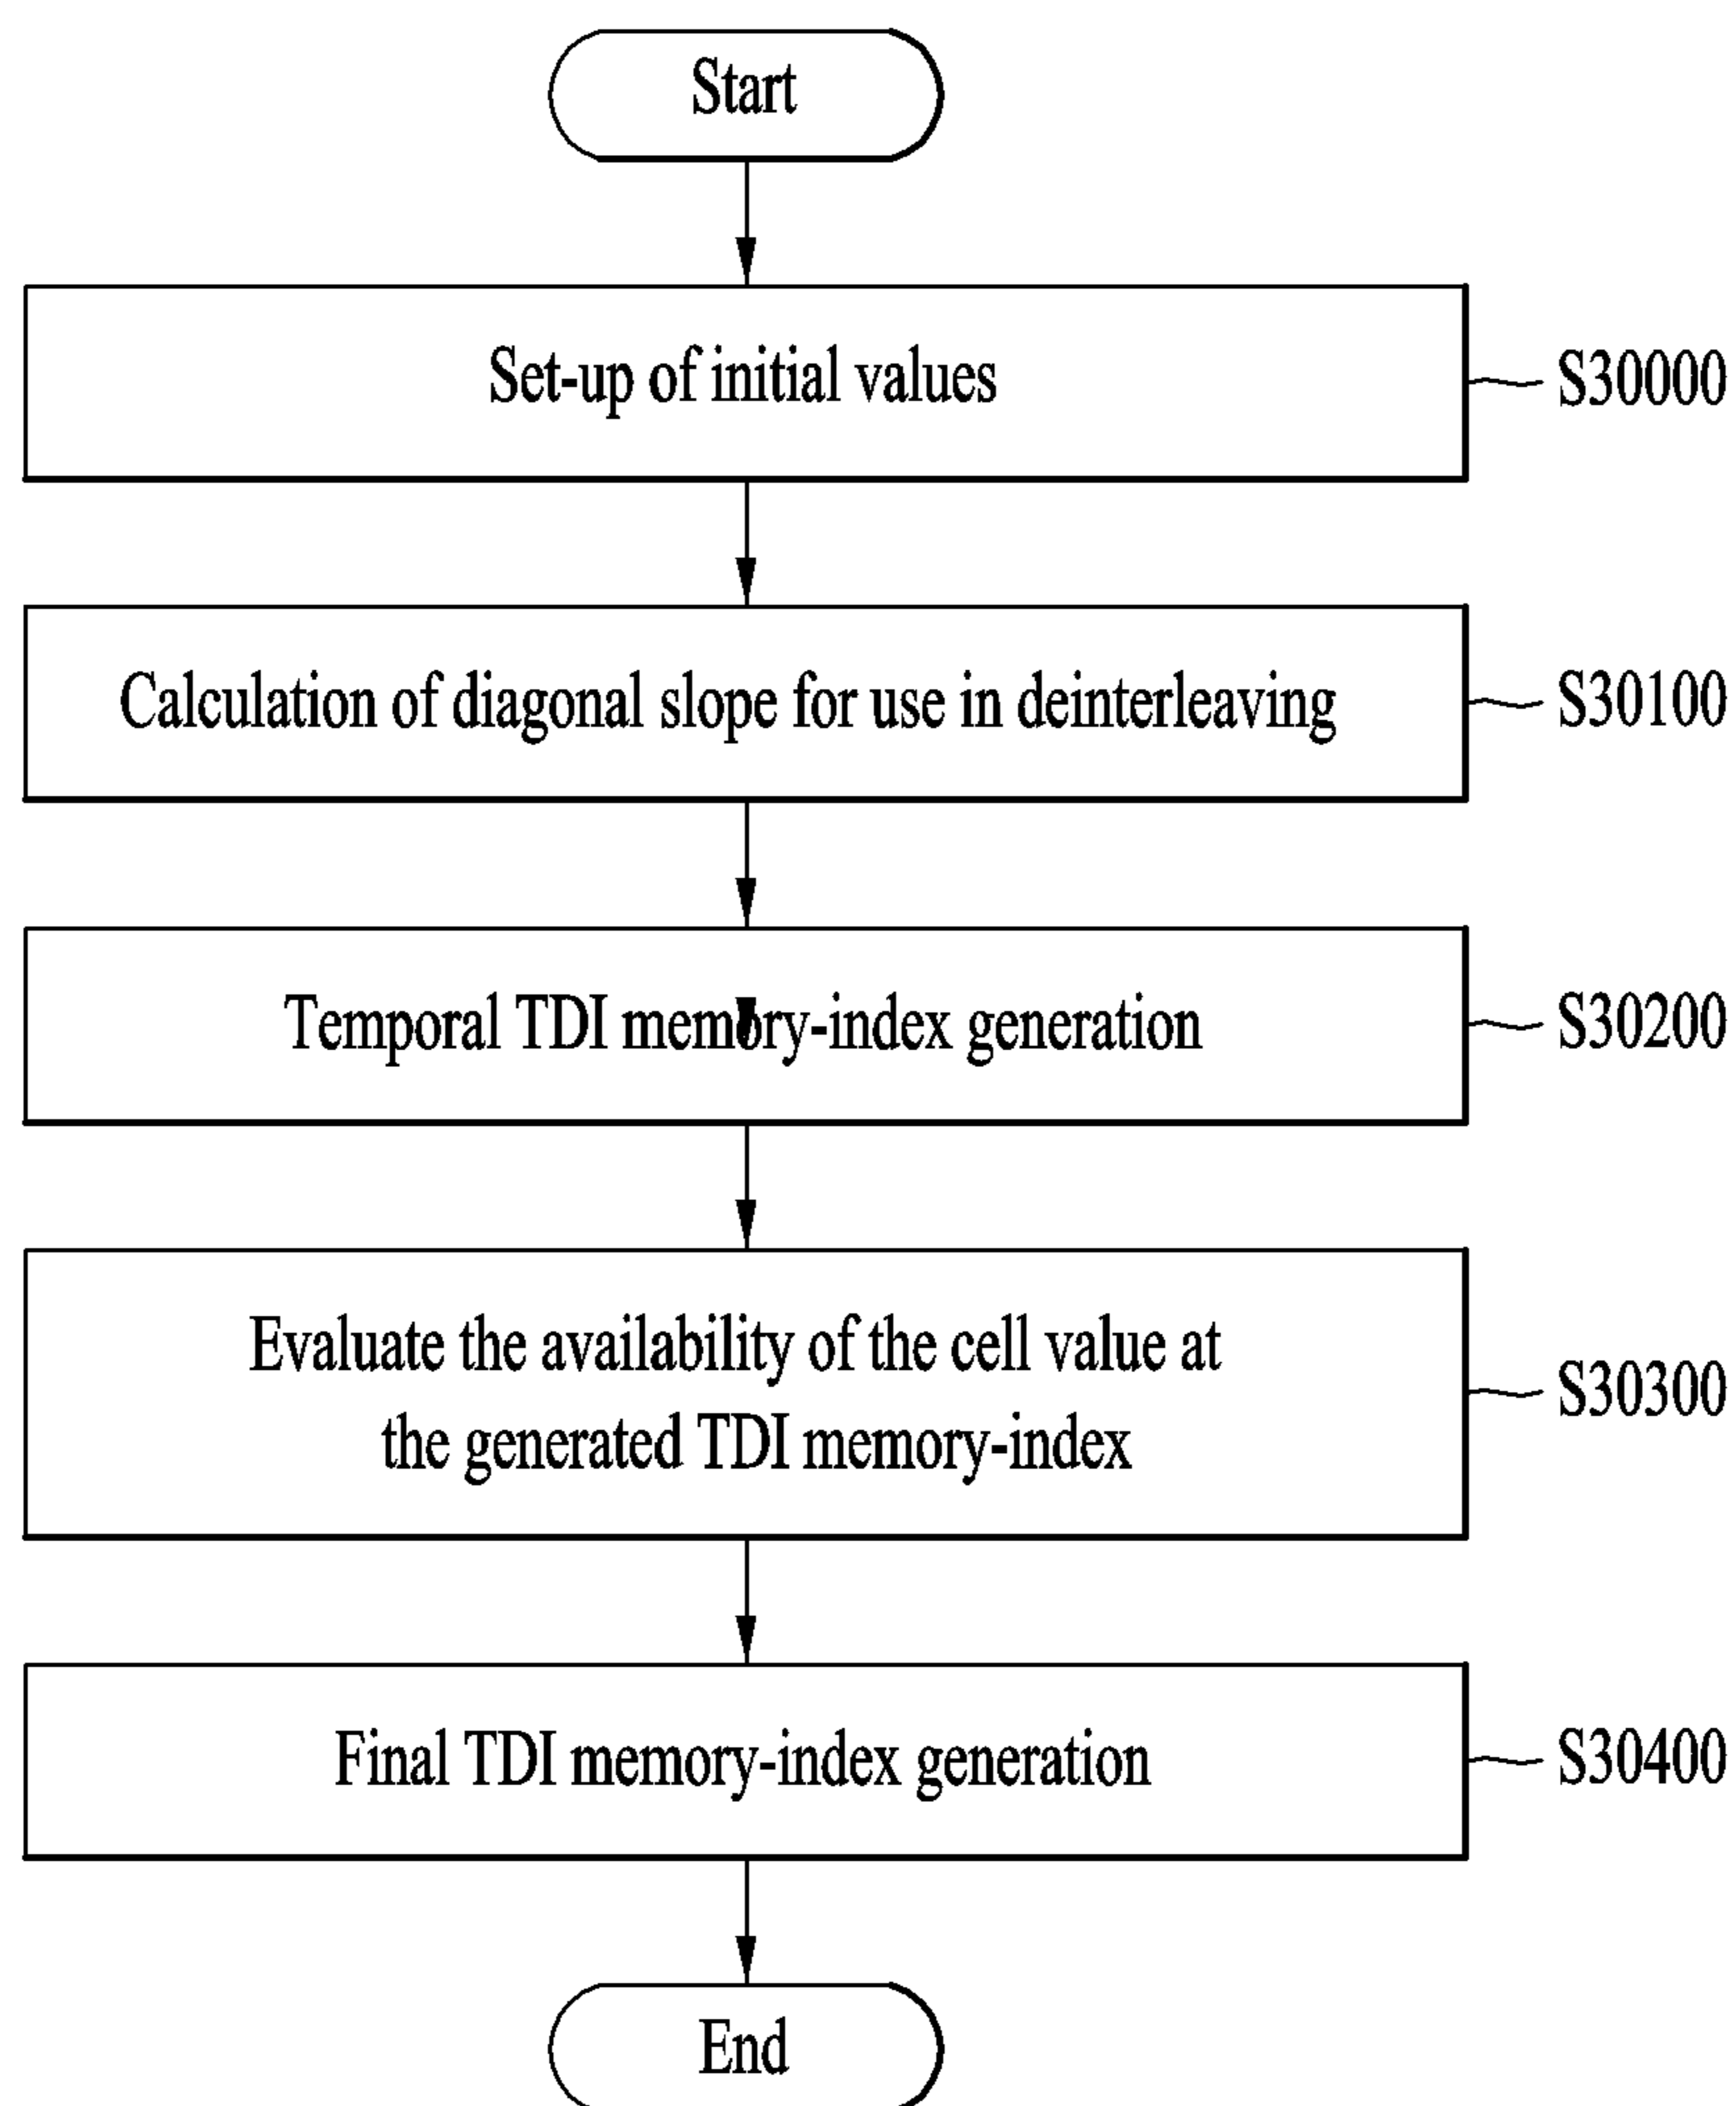 Start
Set-up of initial values
S30000
Calculation of diagonal slope for use in deinterleaving
S30100
Temporal TDI memory-index generation
S30200
Evaluate the availability of the cell value at
the generated TDI memory-index
S30300
Final TDI memory-index generation
S30400
End